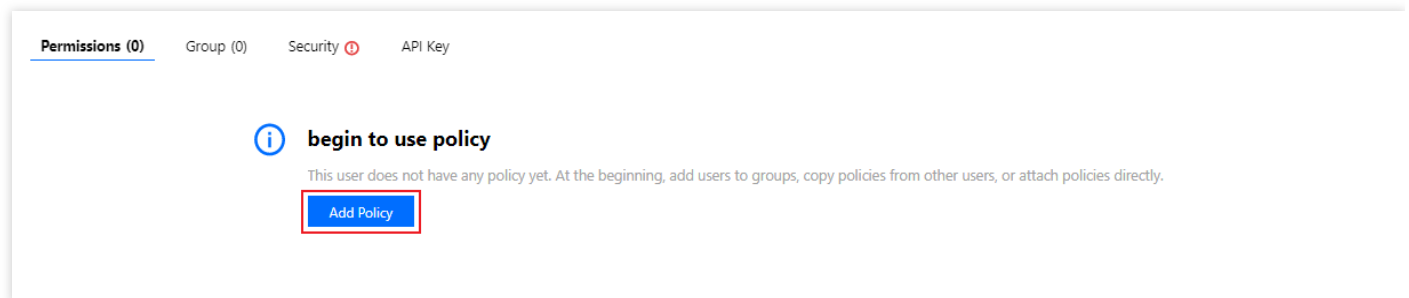 Permissions (0) Group (0) Security API Key
begin to use policy
This user does not have any policy yet. At the beginning, add users to groups, copy policies from other users, or attach policies directly.
Add Policy